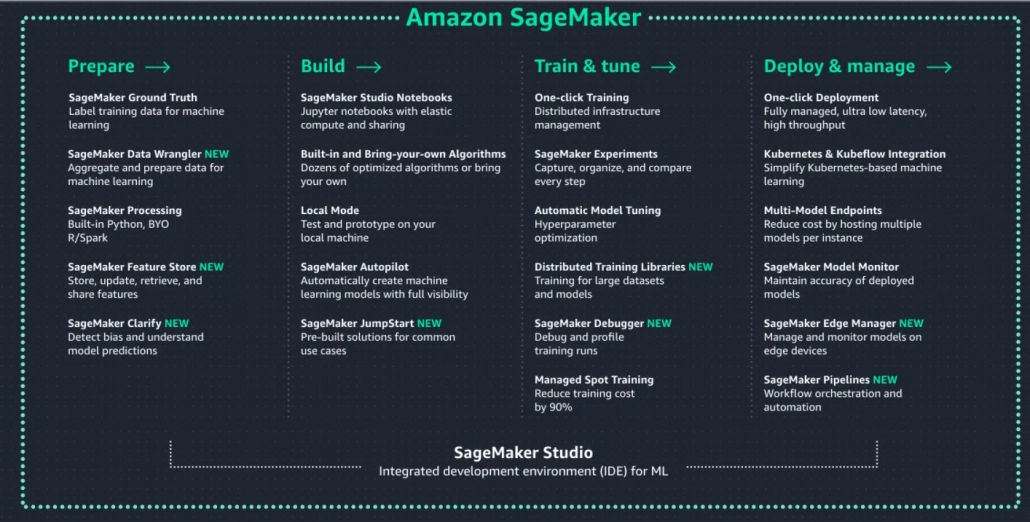 Amazon SageMaker
Prepare
SageMaker Ground Truth
Label training data for machine
learning
SageMaker Data Wrangler NEW
Aggregate and prepare data for
machine learning
SageMaker Processing
Built-in Python, BYO
R/Spark
SageMaker Feature Store NEW
Store, update, retrieve, and
share features
SageMaker Clarify NEW
Detect bias and understand
model predictions
Build
SageMaker Studio Notebooks
Jupyter notebooks with elastic
compute and sharing
Built-in and Bring-your-own Algorithms
Dozens of optimized algorithms or bring
your own
Local Mode
Test and prototype on your
local machine
SageMaker Autopilot
Automatically create machine
learning models with full visibility
SageMaker JumpStart NEW
Pre-built solutions for common
use cases
Train & tune
One-click Training
Distributed infrastructure
management
SageMaker Experiments
Capture, organize, and compare
every step
Automatic Model Tuning
Hyperparameter
optimization
Distributed Training Libraries NEW
Training for large datasets
and models
SageMaker Debugger NEW
Debug and profile
training runs
Managed Spot Training
Reduce training cost
by 90%
Deploy & manage
One-click Deployment
Fully managed, ultra low latency,
high throughput
Kubernetes & Kubeflow Integration
Simplify Kubernetes-based machine
learning
Multi-Model Endpoints
Reduce cost by hosting multiple
models per instance
SageMaker Model Monitor
Maintain accuracy of deployed
models
SageMaker Edge Manager NEW
Manage and monitor models on
edge devices
SageMaker Pipelines NEW
Workflow orchestration and
automation
SageMaker Studio
Integrated development environment (IDE) for ML